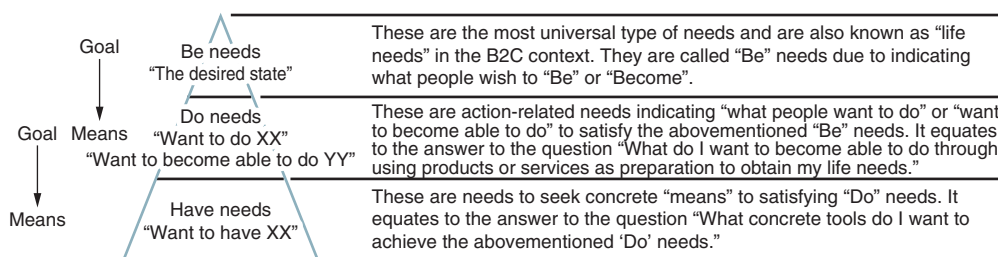 Goal
Means
Goal
Means
Be needs
“The desired state”
These are the most universal type of needs and are also known as “life
needs” in the B2C context. They are called “Be” needs due to indicating
what people wish to “Be” or “Become”.
Do needs
“Want to do XX”
“Want to become able to do YY”
These are action-related needs indicating “what people want to do” or “want
to become able to do” to satisfy the abovementioned “Be” needs. It equates
to the answer to the question “What do I want to become able to do through
using products or services as preparation to obtain my life needs.”
Have needs
“Want to have XX”
These are needs to seek concrete “means” to satisfying “Do” needs. It
equates to the answer to the question “What concrete tools do I want to
achieve the abovementioned ‘Do’ needs.”